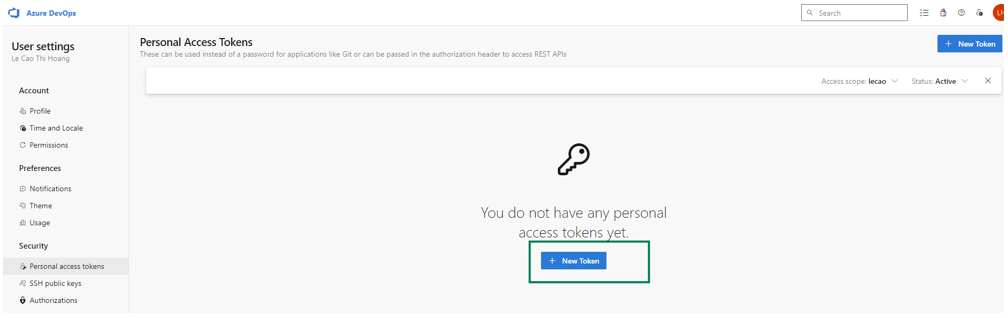 Azure DevOps
Search
LH
User settings
Le Cao Thi Hoang
Account
Profile
Time and Locale
Permissions
Preferences
Notifications
Theme
Usage
Security
Personal access tokens
SSH public keys
Authorizations
Personal Access Tokens
These can be used instead of a password for applications like Git or can be passed in the authorization header to access REST APIs
+ New Token
Access scope: lecao
Status: Active
You do not have any personal
access tokens yet.
+ New Token